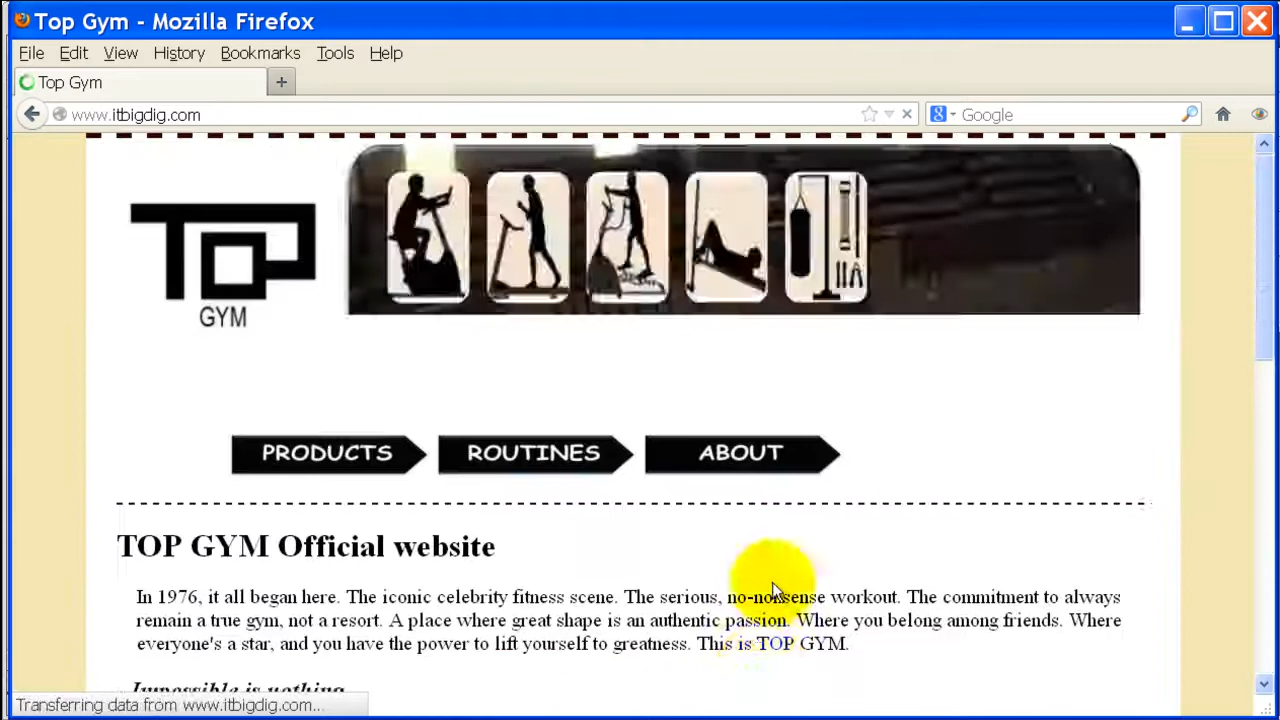 Top Gym - Mozilla Firefox
File Edit View History Bookmarks Tools Help
Top Gym
www.itbigdig.com
Google
TOP
GYM
PRODUCTS
ROUTINES
ABOUT
TOP GYM Official website
In 1976, it all began here. The iconic celebrity fitness scene. The serious, no-nonsense workout. The commitment to always
remain a true gym, not a resort. A place where great shape is an authentic passion. Where you belong among friends. Where
everyone's a star, and you have the power to lift yourself to greatness. This is TOP GYM.
Impossible is nothing
Transferring data from www.itbigdig.com...